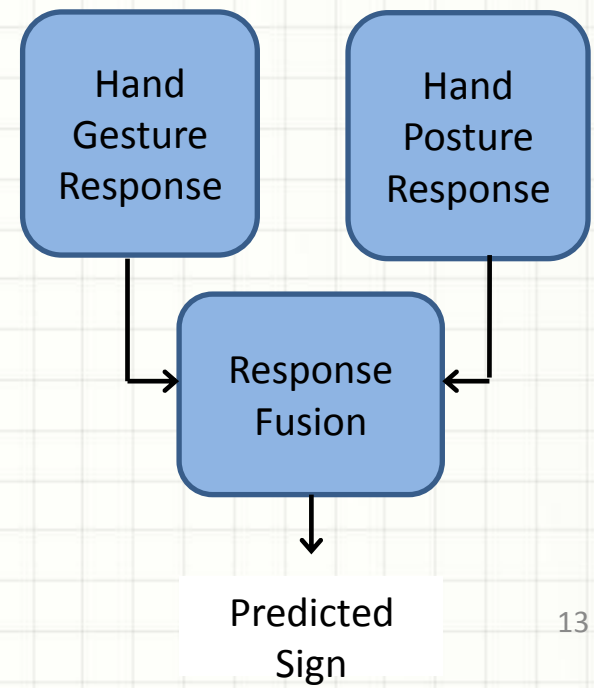 Hand
Gesture
Response
Hand
Posture
Response
Response
Fusion
Predicted
Sign
13